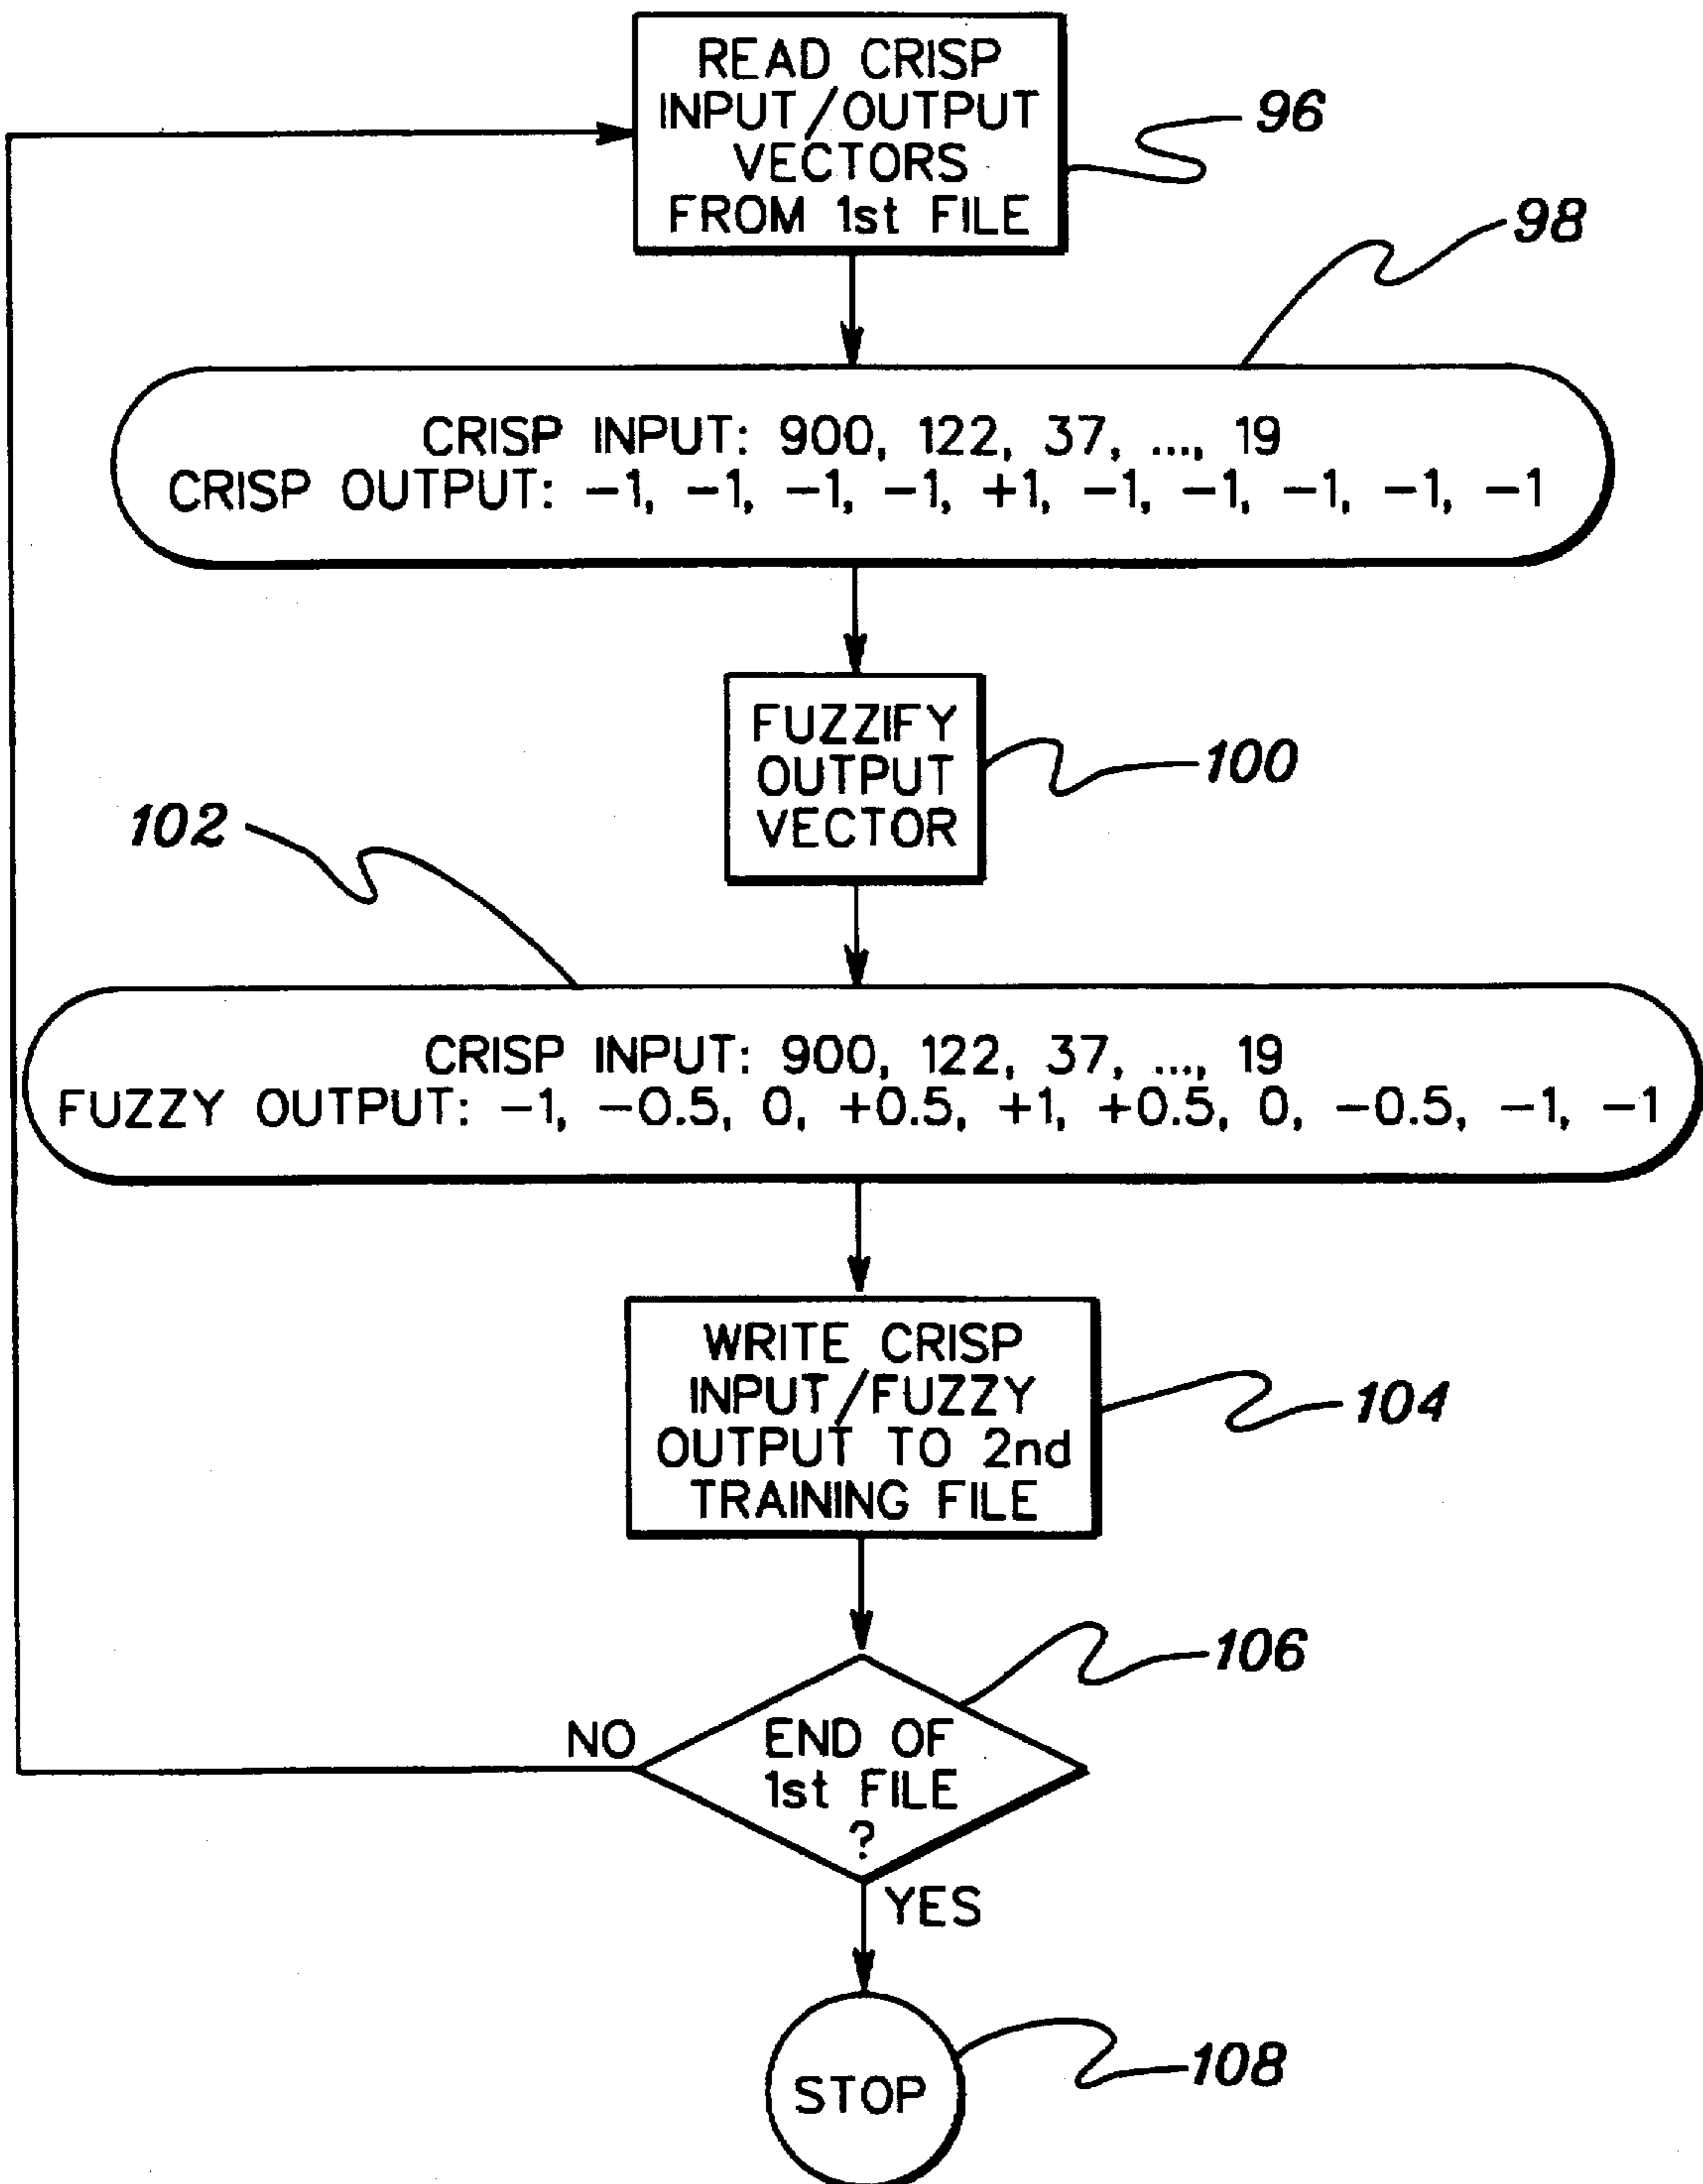 READ CRISP
INPUT/OUTPUT
VECTORS
FROM 1st FILE
96
98
CRISP INPUT: 900, 122, 37, ..., 19
CRISP OUTPUT: -1, -1, -1, -1, +1, -1, -1, -1, -1, -1
FUZZIFY
OUTPUT
VECTOR
100
102
CRISP INPUT: 900, 122, 37, ..., 19
FUZZY OUTPUT: -1, -0.5, 0, +0.5, +1, +0.5, 0, -0.5, -1, -1
WRITE CRISP
INPUT/FUZZY
OUTPUT TO 2nd
TRAINING FILE
104
106
NO
END OF
1st FILE
?
YES
STOP
108